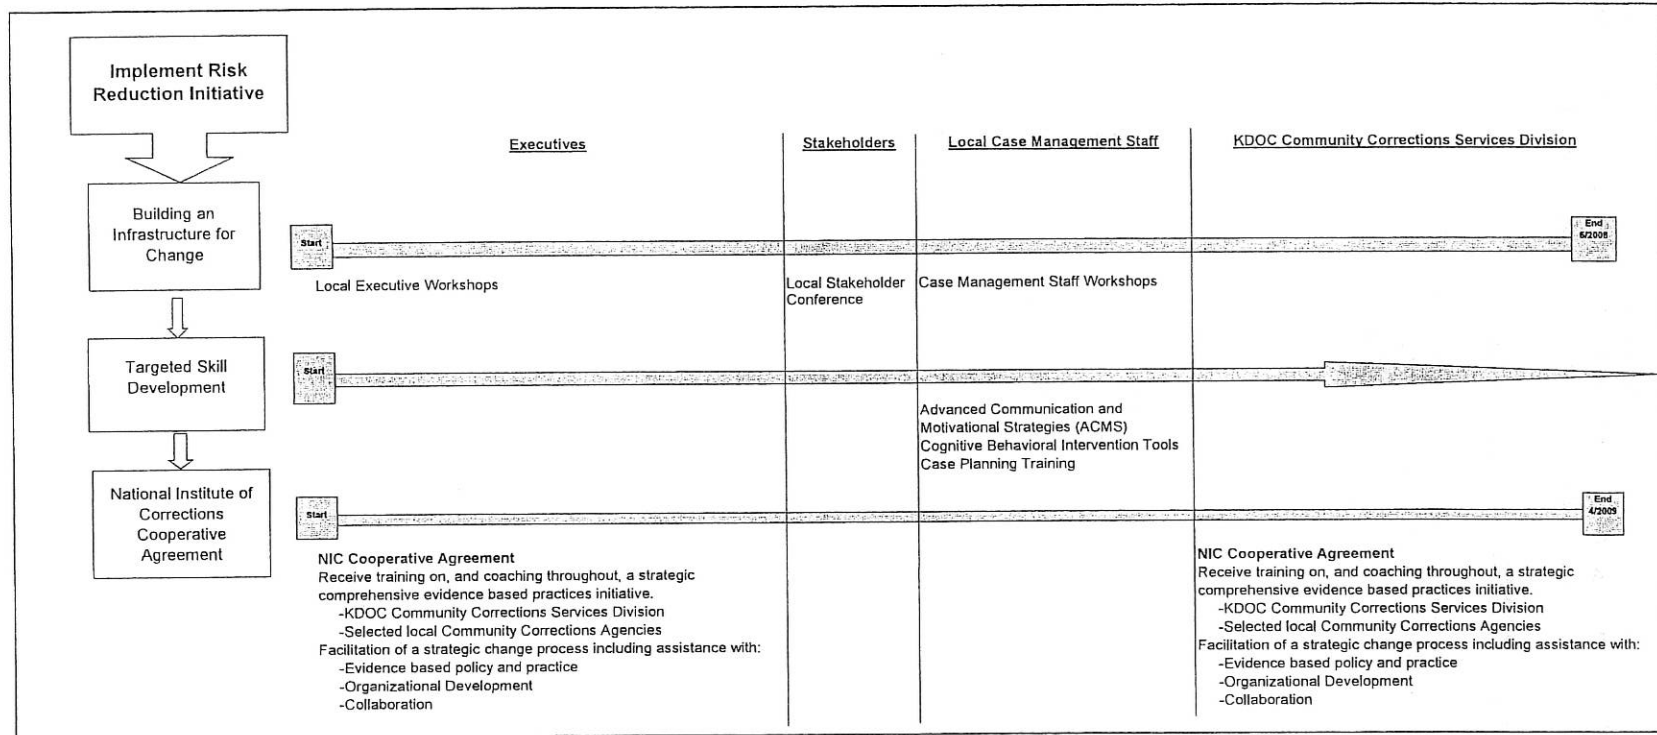 Implement Risk
Reduction Initiative
Executives
Stakeholders
Local Case Management Staff
KDOC Community Corrections Services Division
Building an
Infrastructure for
Change
Start
End
Local Executive Workshops
Local Stakeholder
Conference
Case Management Staff Workshops
Targeted Skill
Development
Start
Advanced Communication and
Motivational Strategies (ACMS)
Cognitive Behavioral Intervention Tools
Case Planning Training
National Institute of
Corrections
Cooperative
Agreement
Start
End
4/2009
NIC Cooperative Agreement
Receive training on, and coaching throughout, a strategic
comprehensive evidence based practices initiative.
-KDOC Community Corrections Services Division
-Selected local Community Corrections Agencies
Facilitation of a strategic change process including assistance with:
-Evidence based policy and practice
-Organizational Development
-Collaboration
NIC Cooperative Agreement
Receive training on, and coaching throughout, a strategic
comprehensive evidence based practices initiative.
-KDOC Community Corrections Services Division
-Selected local Community Corrections Agencies
Facilitation of a strategic change process including assistance with:
-Evidence based policy and practice
-Organizational Development
-Collaboration